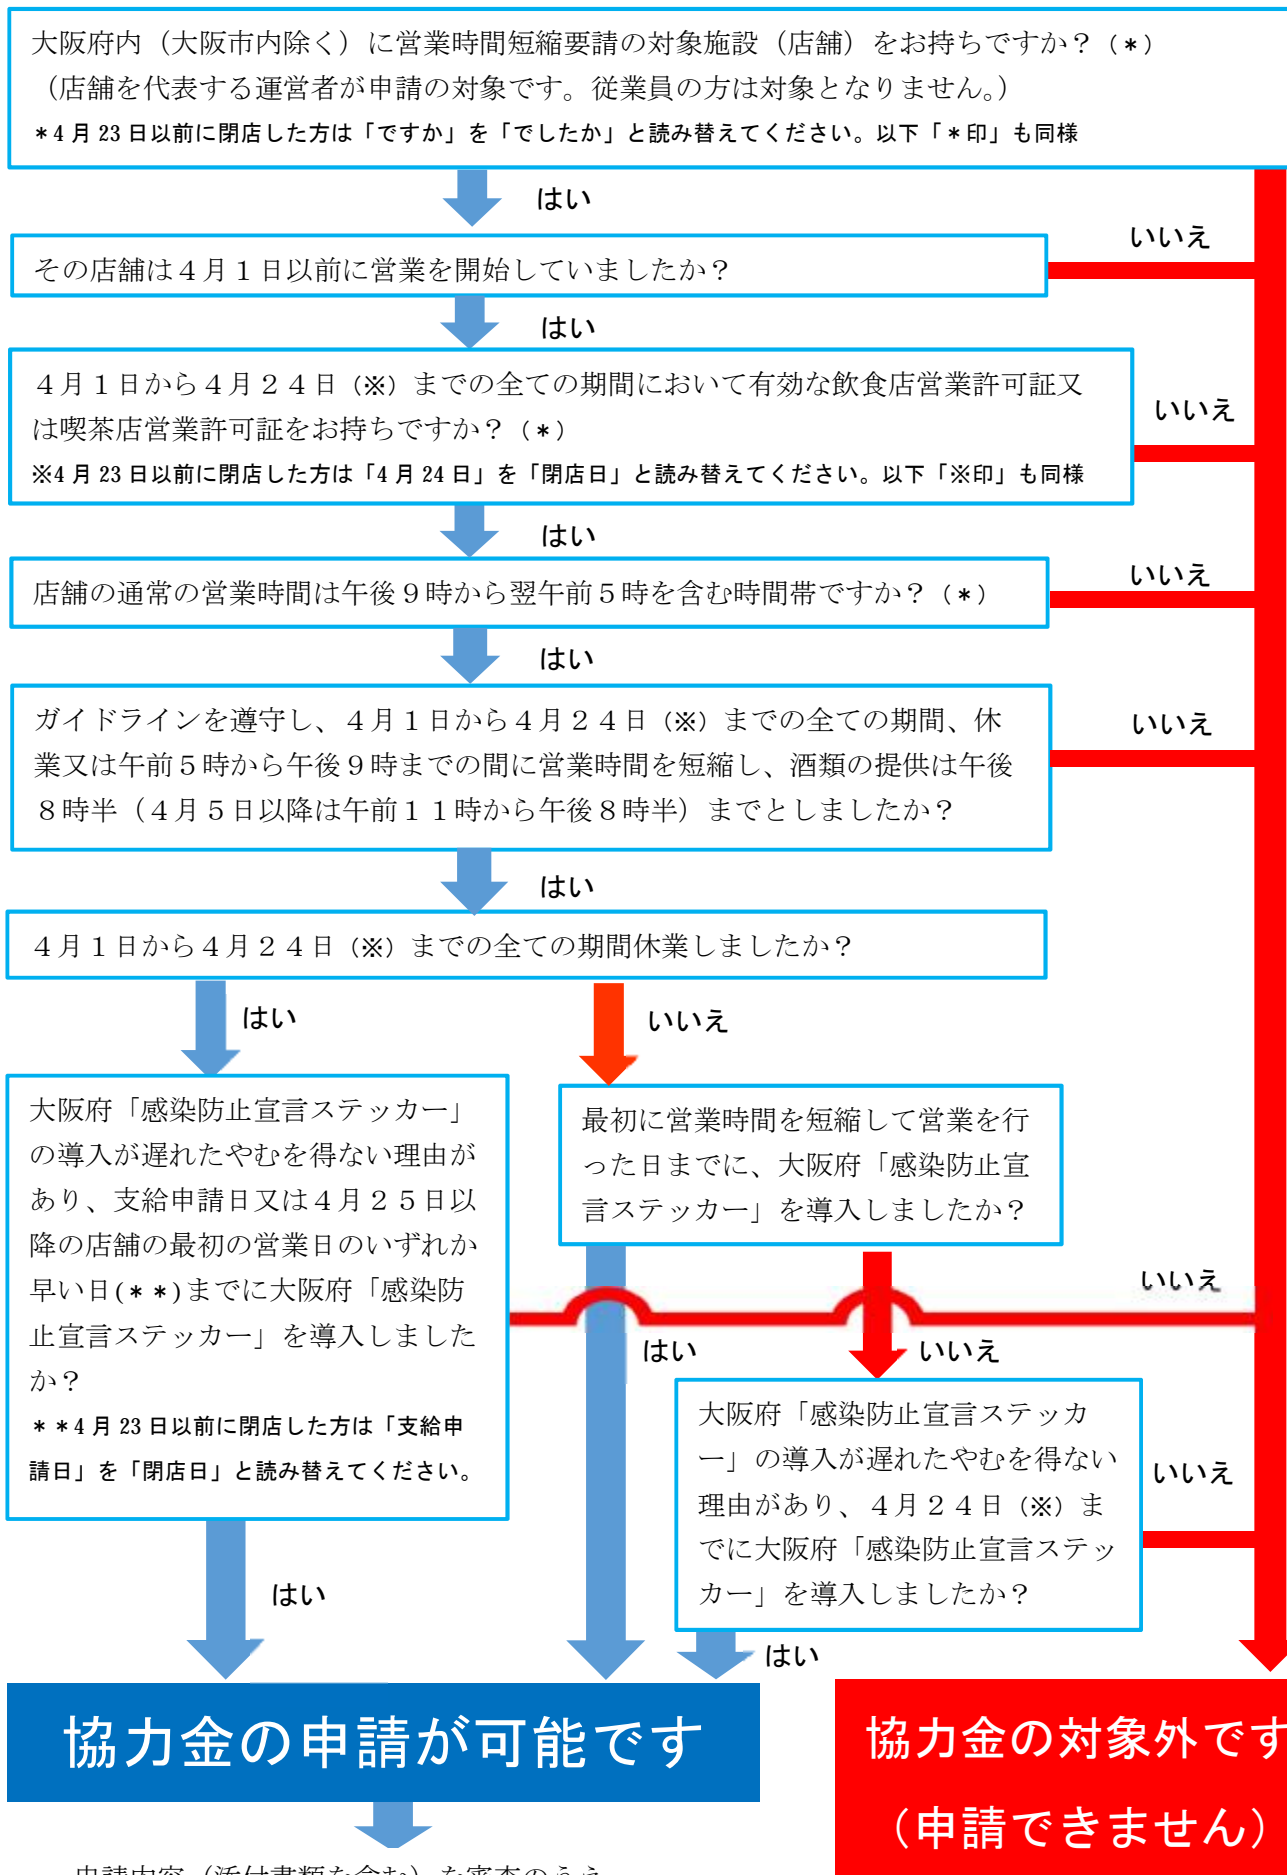 大阪府内（大阪市内除く）に営業時間短縮要請の対象施設（店舗）をお持ちですか？（＊）
（店舗を代表する運営者が申請の対象です。従業員の方は対象となりません。）
＊4 月 23 日以前に閉店した方は「ですか」を「でしたか」と読み替えてください。以下「＊印」も同様
はい
いいえ
その店舗は４月１日以前に営業を開始していましたか？
はい
４月１日から４月２４日（※）までの全ての期間において有効な飲食店営業許可証又
は喫茶店営業許可証をお持ちですか？（＊）
※4 月 23 日以前に閉店した方は「4 月 24 日」を「閉店日」と読み替えてください。以下「※印」も同様
いいえ
はい
店舗の通常の営業時間は午後９時から翌午前５時を含む時間帯ですか？（＊）
いいえ
はい
ガイドラインを遵守し、４月１日から４月２４日（※）までの全ての期間、休
業又は午前５時から午後９時までの間に営業時間を短縮し、酒類の提供は午後
８時半（４月５日以降は午前１１時から午後８時半）までとしましたか？
いいえ
はい
４月１日から４月２４日（※）までの全ての期間休業しましたか？
はい
いいえ
大阪府「感染防止宣言ステッカー」
の導入が遅れたやむを得ない理由が
あり、支給申請日又は４月２５日以
降の店舗の最初の営業日のいずれか
早い日(＊＊)までに大阪府「感染防
止宣言ステッカー」を導入しました
か？
＊＊4 月 23 日以前に閉店した方は「支給申
請日」を「閉店日」と読み替えてください。
最初に営業時間を短縮して営業を行
った日までに、大阪府「感染防止宣
言ステッカー」を導入しましたか？
いいえ
はい
いいえ
大阪府「感染防止宣言ステッカ
ー」の導入が遅れたやむを得ない
理由があり、４月２４日（※）ま
でに大阪府「感染防止宣言ステッ
カー」を導入しましたか？
いいえ
はい
はい
協力金の申請が可能です
協力金の対象外です
（申請できません）
申請内容（添付書類を含む）を審査のうえ